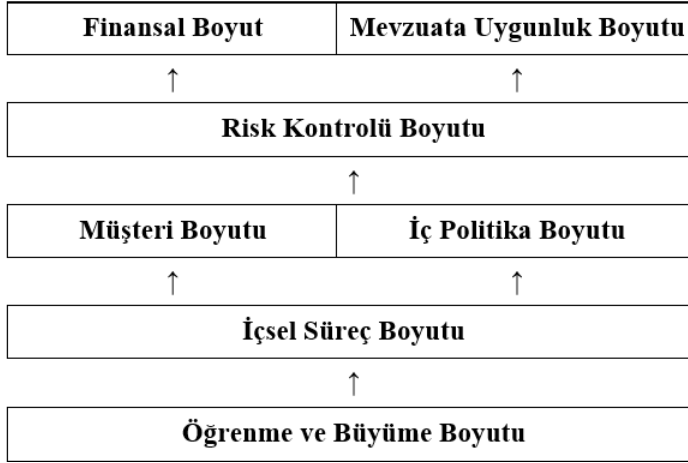 Finansal Boyut Mevzuata Uygunluk Boyutu
↑ ↑
Risk Kontrolü Boyutu
↑
Müşteri Boyutu İç Politika Boyutu
↑ ↑
İçsel Süreç Boyutu
↑
Öğrenme ve Büyüme Boyutu